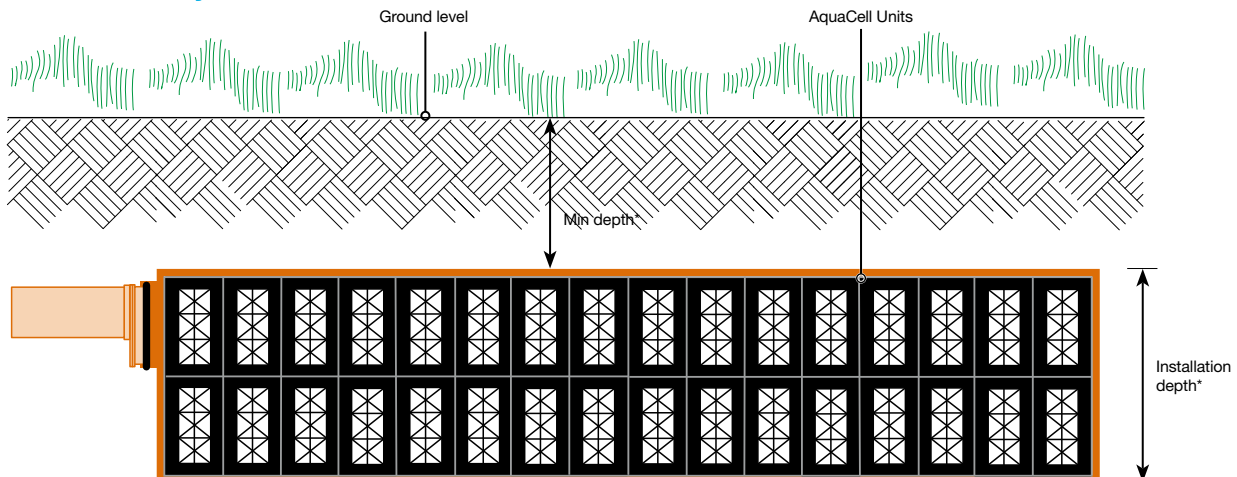 Ground level
AquaCell Units
Min depth*
Installation
depth*